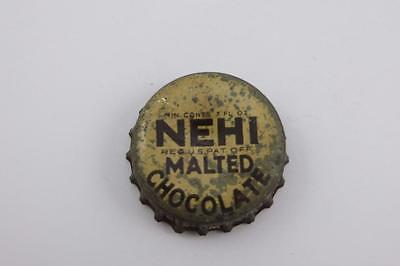 MIN. CONTS. 7 FL. OZ.
NEHI
REG. U.S. PAT. OFF.
MALTED
CHOCOLATE